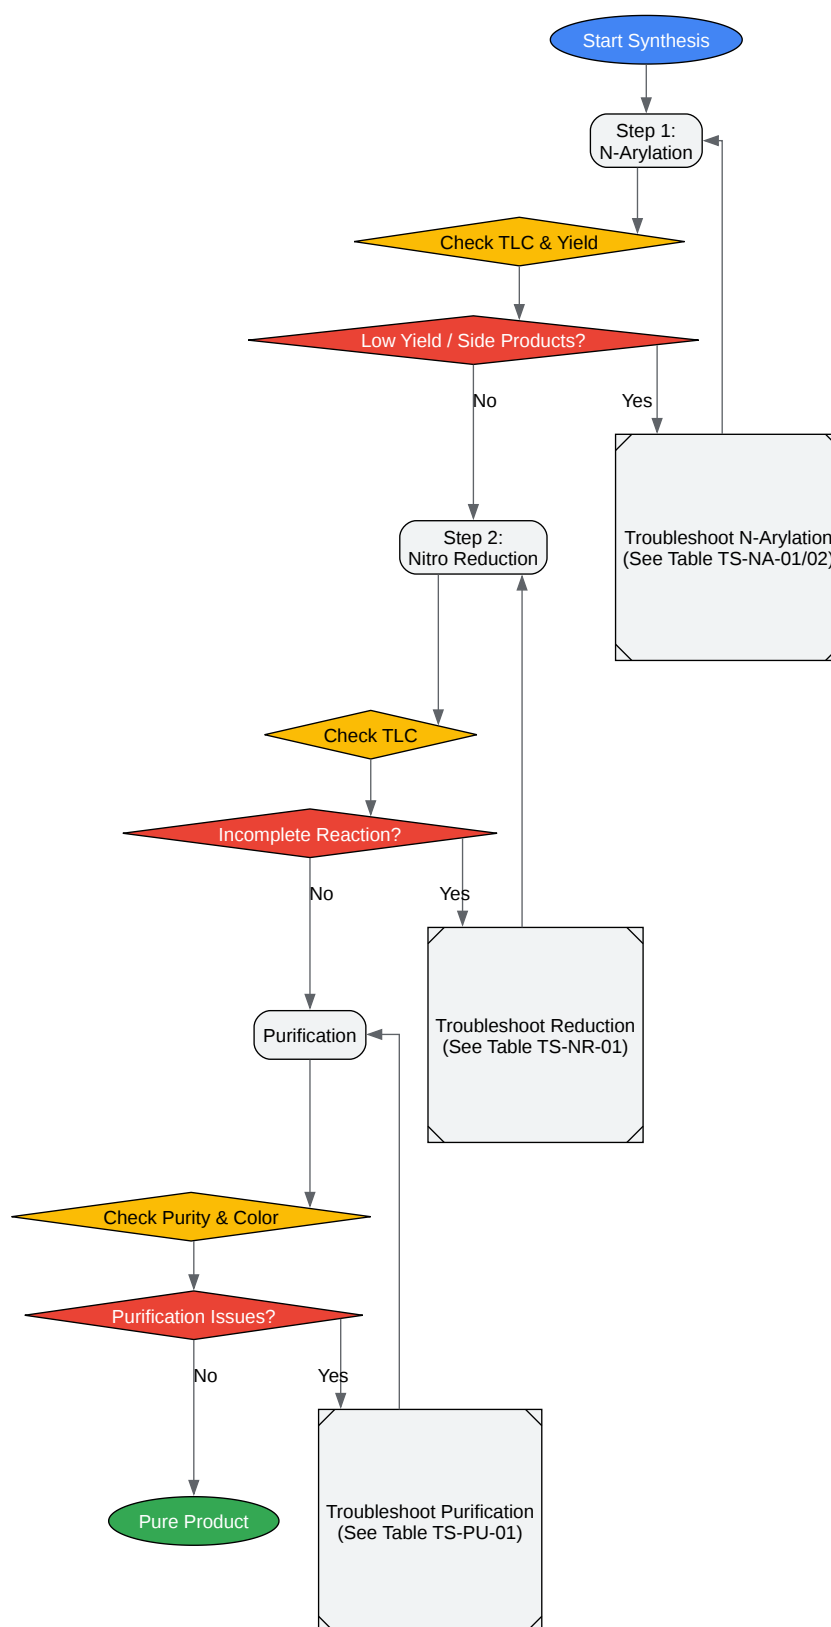 Start Synthesis
Step 1:
N-Arylation
Check TLC & Yield
Low Yield / Side Products?
No
Yes
Troubleshoot N-Arylation
(See Table TS-NA-01/02)
Step 2:
Nitro Reduction
Check TLC
Incomplete Reaction?
No
Yes
Troubleshoot Reduction
(See Table TS-NR-01)
Purification
Check Purity & Color
Purification Issues?
No
Yes
Troubleshoot Purification
(See Table TS-PU-01)
Pure Product